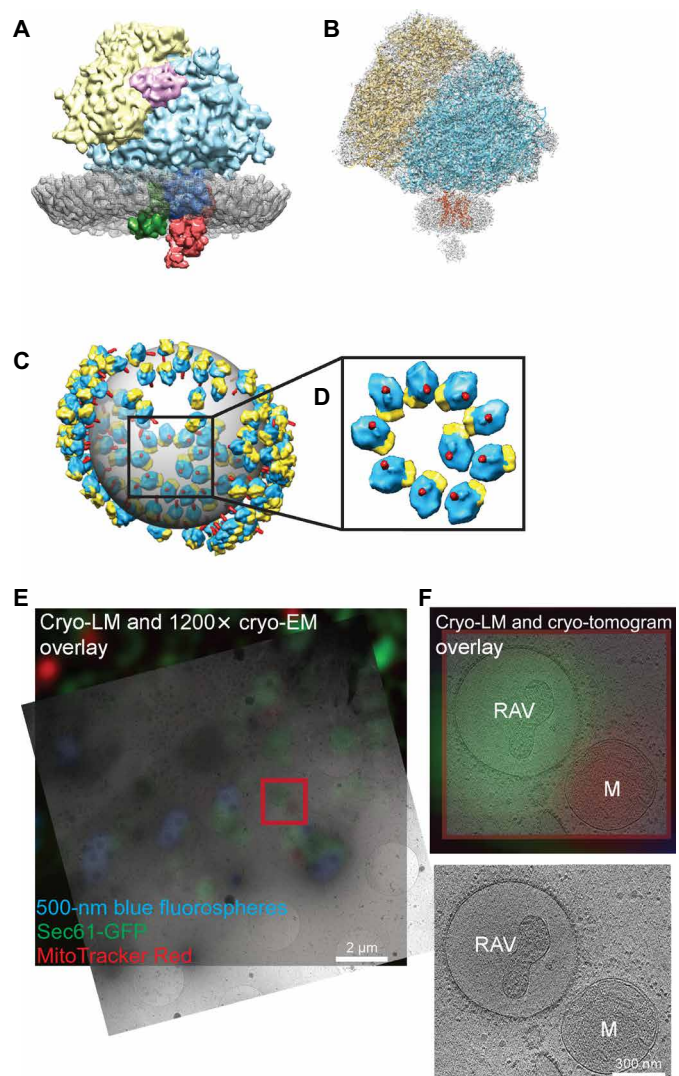 A
B
C
D
E
Cryo-LM and 1200× cryo-EM
overlay
500-nm blue fluorospheres
Sec61-GFP
MitoTracker Red
2 µm
F
Cryo-LM and cryo-tomogram
overlay
RAV
M
RAV
M
300 nm